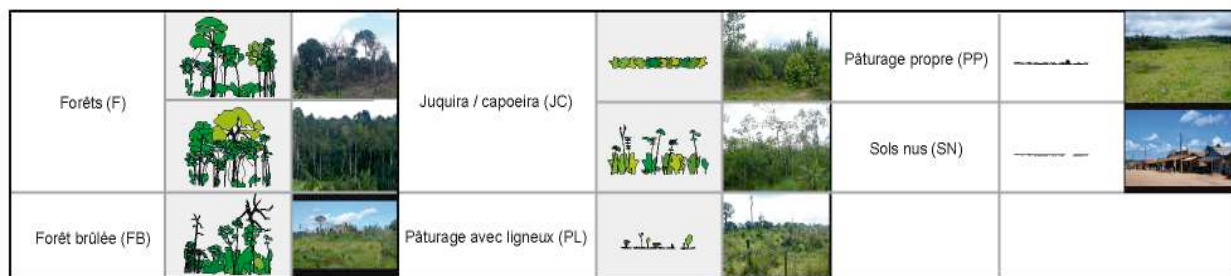 Forêts (F)
Juquira / capoeira (JC)
Pâturage propre (PP)
Sols nus (SN)
Forêt brûlée (FB)
Pâturage avec ligneux (PL)